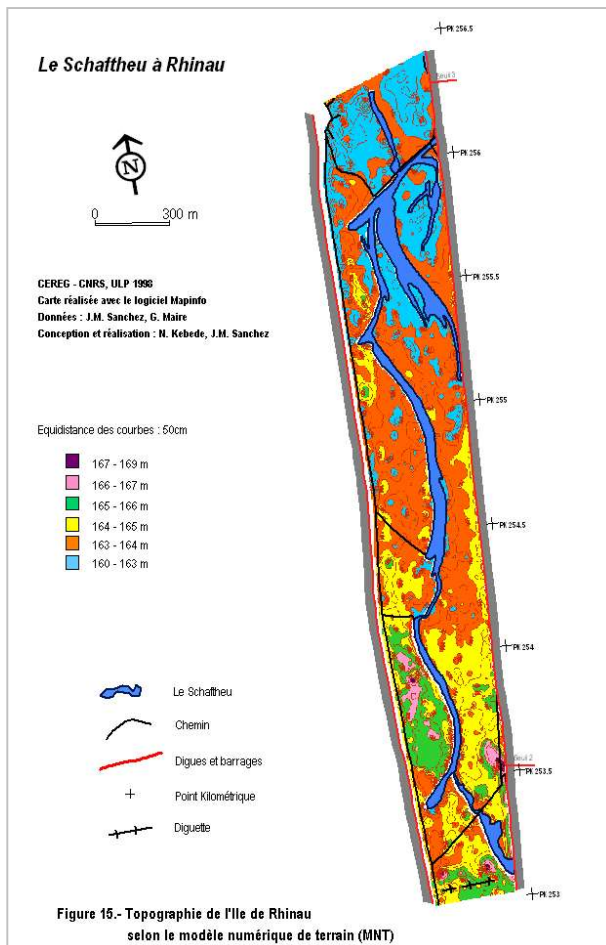 Le Schaftheu à Rhinau
N
0 300 m
CEREG - CNRS, ULP 1998
Carte réalisée avec le logiciel Mapinfo
Données : J.M. Sanchez, G. Maire
Conception et réalisation : N. Kebede, J.M. Sanchez
Equidistance des courbes : 50cm
167 - 169 m
166 - 167 m
165 - 166 m
164 - 165 m
163 - 164 m
160 - 163 m
Le Schaftheu
Chemin
Digues et barrages
Point Kilométrique
Diguette
PK 256.5
Seuil 3
PK 256
PK 255.5
PK 255
PK 254.5
PK 254
Seuil 2
PK 253.5
PK 253
Figure 15.- Topographie de l'Ile de Rhinau
selon le modèle numérique de terrain (MNT)